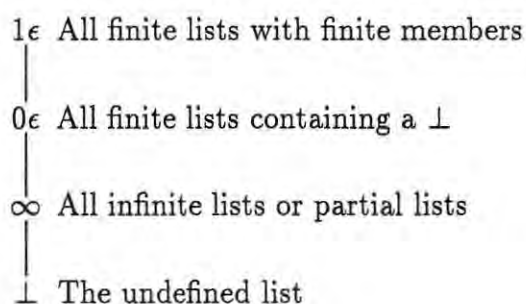 1ϵ All finite lists with finite members
0ϵ All finite lists containing a ⊥
∞ All infinite lists or partial lists
⊥ The undefined list